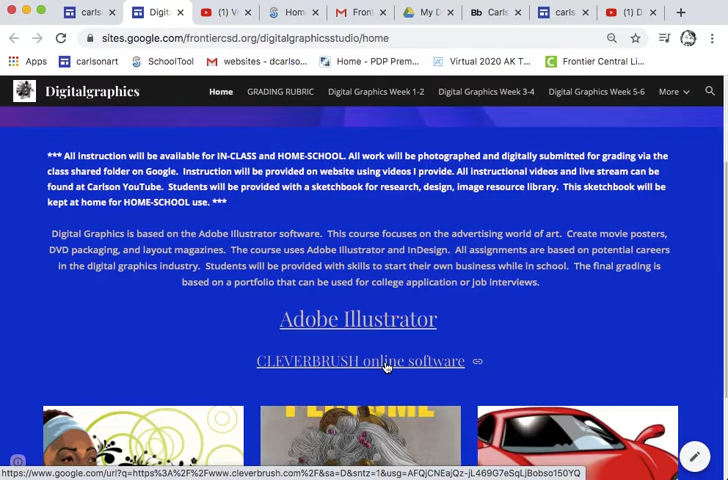 carls
Digit
(1) V
Hom
Front
My D
Bb Carls
carls
(1) D
sites.google.com/frontiercsd.org/digitalgraphicsstudio/home
Apps carlsonart SchoolTool websites - dcarlso... Home - PDP Prem... Virtual 2020 AK T... Frontier Central Li...
Digitalgraphics Home GRADING RUBRIC Digital Graphics Week 1-2 Digital Graphics Week 3-4 Digital Graphics Week 5-6 More
*** All instruction will be available for IN-CLASS and HOME-SCHOOL. All work will be photographed and digitally submitted for grading via the
class shared folder on Google. Instruction will be provided on website using videos I provide. All instructional videos and live stream can be
found at Carlson YouTube. Students will be provided with a sketchbook for research, design, image resource library. This sketchbook will be
kept at home for HOME-SCHOOL use. ***
Digital Graphics is based on the Adobe Illustrator software. This course focuses on the advertising world of art. Create movie posters,
DVD packaging, and layout magazines. The course uses Adobe Illustrator and InDesign. All assignments are based on potential careers
in the digital graphics industry. Students will be provided with skills to start their own business while in school. The final grading is
based on a portfolio that can be used for college application or job interviews.
Adobe Illustrator
CLEVERBRUSH online software
PERFUME
https://www.google.com/url?q=https%3A%2F%2Fwww.cleverbrush.com%2F&sa=D&sntz=1&usg=AFQjCNEajQz-jL469G7eSqLjBobso150YQ